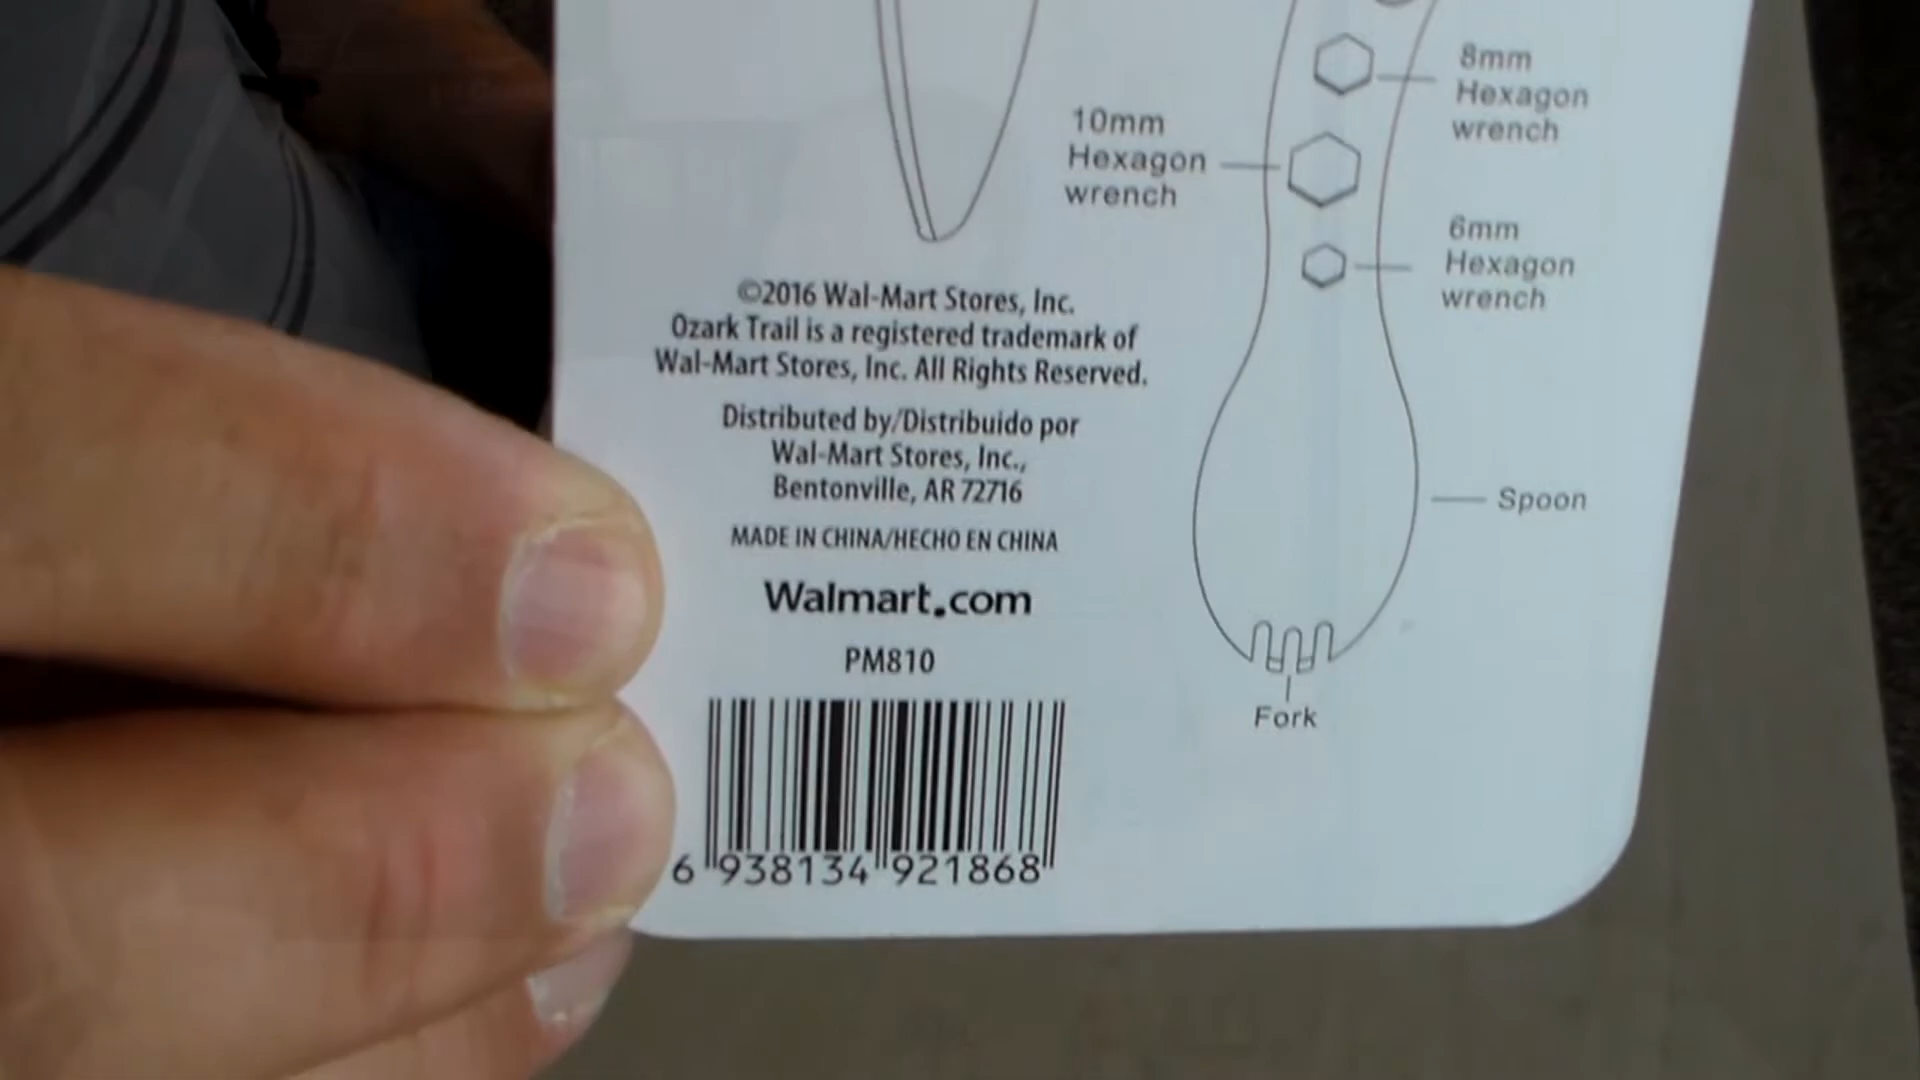 8mm
Hexagon
wrench
10mm
Hexagon
wrench
6mm
Hexagon
wrench
©2016 Wal-Mart Stores, Inc.
Ozark Trail is a registered trademark of
Wal-Mart Stores, Inc. All Rights Reserved.
Distributed by/Distribuido por
Wal-Mart Stores, Inc.,
Bentonville, AR 72716
MADE IN CHINA/HECHO EN CHINA
Walmart.com
PM810
6 938134 921868
Spoon
Fork